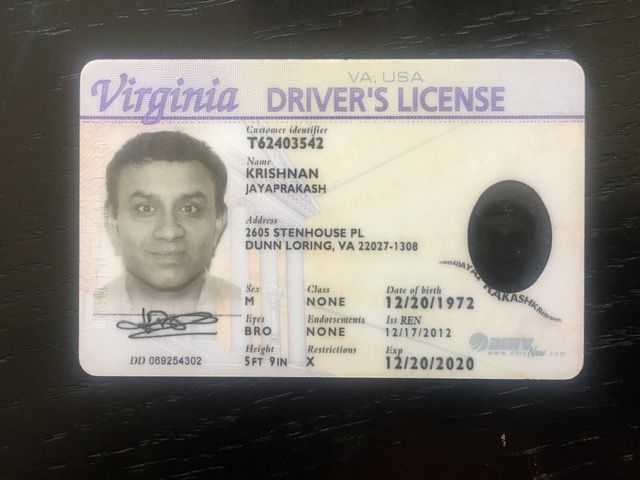 VA, USA
Virginia DRIVER'S LICENSE
Customer identifier
T62403542
Name
KRISHNAN
JAYAPRAKASH
Address
2605 STENHOUSE PL
DUNN LORING, VA 22027-1308
Sex Class Date of birth
M NONE 12/20/1972
Eyes Endorsements Iss REN
BRO NONE 12/17/2012
Height Restrictions Exp
5FT 9IN X 12/20/2020
DD 069254302
dmv
www.dmvNow.com